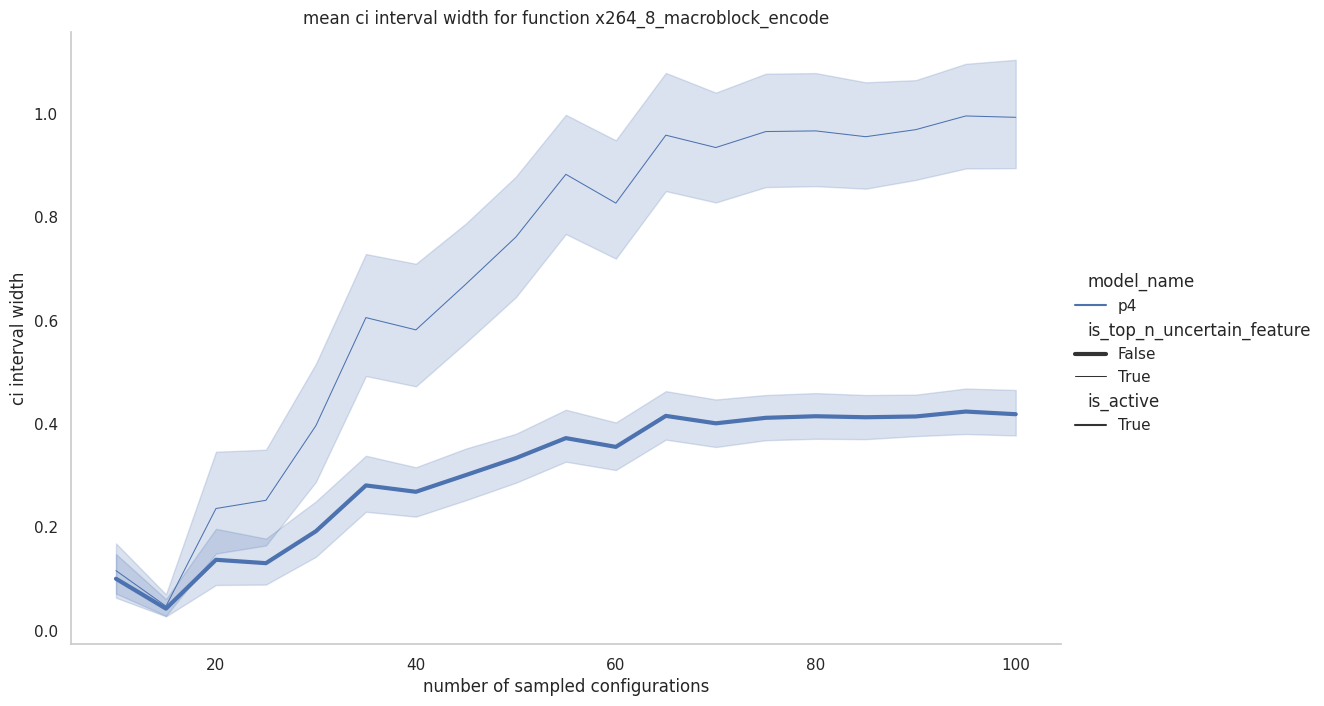 mean ci interval width for function x264_8_macroblock_encode
1.0
0.8
0.6
0.4
0.2
0.0
ci interval width
20 40 60 80 100
number of sampled configurations
model_name
p4
is_top_n_uncertain_feature
False
True
is_active
True